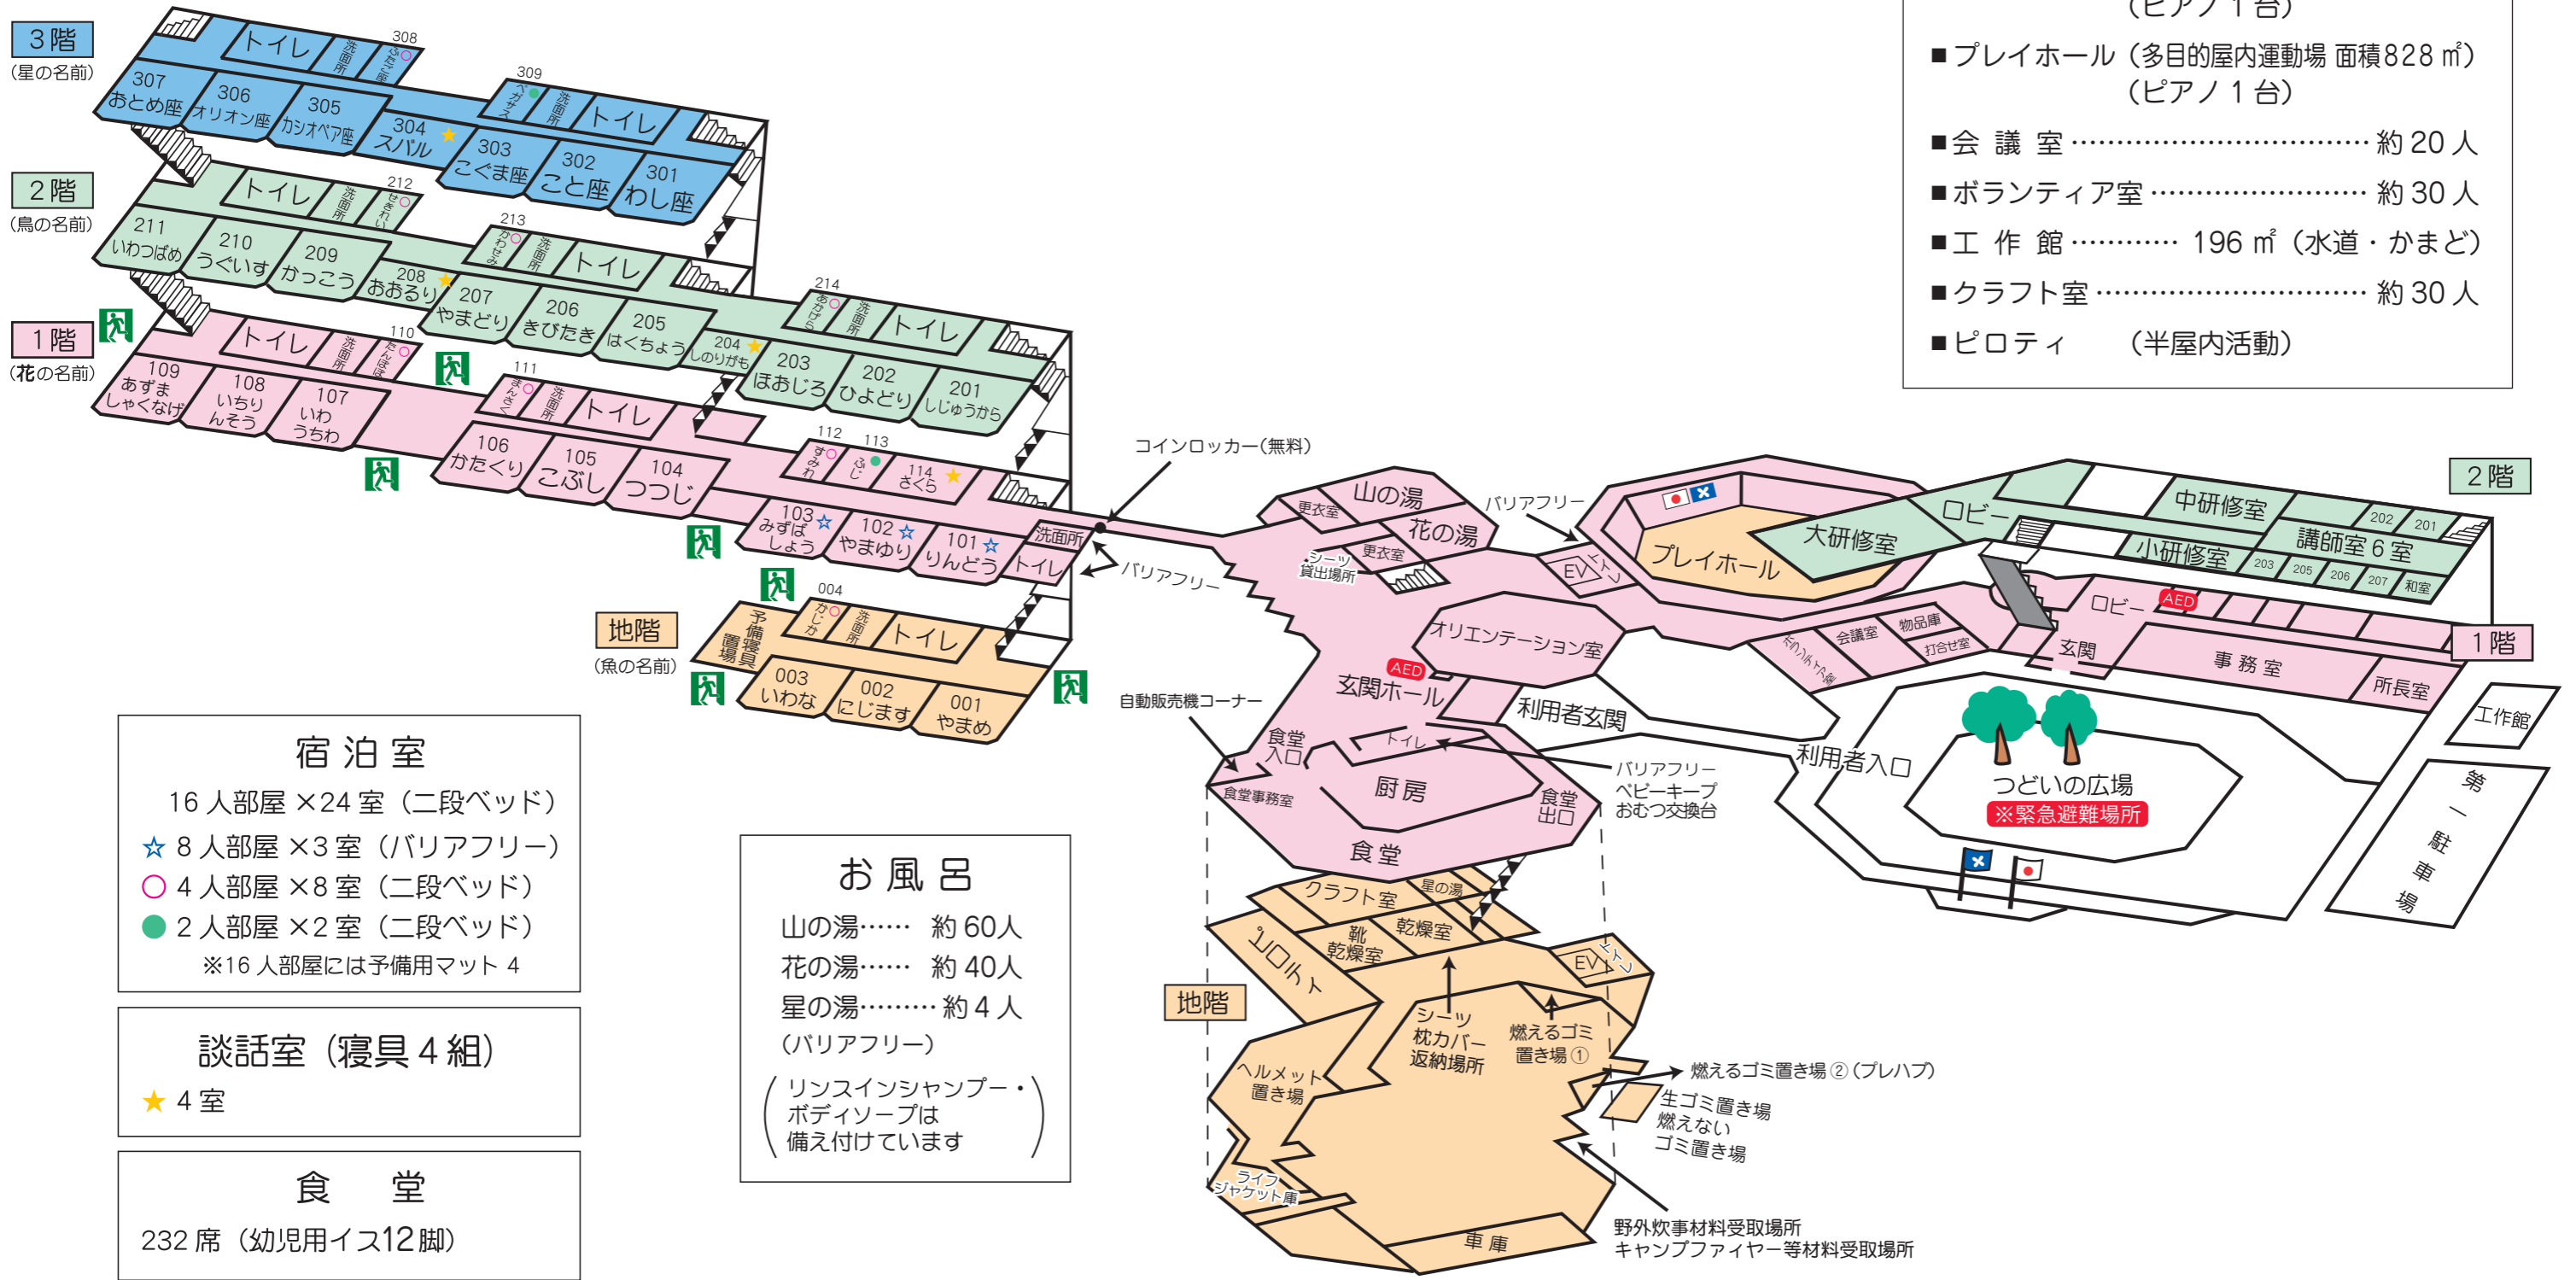 3階
(星の名前)
トイレ
洗面所
308
ふたご座
307
おとめ座
306
オリオン座
305
カシオペア座
304
スバル
309
ペガサス
洗面所
トイレ
303
こぐま座
302
こと座
301
わし座
2階
(鳥の名前)
トイレ
洗面所
212
せきれい
211
いわつばめ
210
うぐいす
209
かっこう
208
おおるり
213
かわせみ
洗面所
トイレ
207
やまどり
206
きびたき
205
はくちょう
204
しのりがも
214
あかげら
洗面所
トイレ
203
ほおじろ
202
ひよどり
201
しじゅうから
1階
(花の名前)
トイレ
洗面所
110
たんぽぽ
109
あずま
しゃくなげ
108
いちり
んそう
107
いわ
うちわ
111
まんさく
洗面所
トイレ
106
かたくり
105
こぶし
104
つつじ
112
すみれ
113
ふじ
114
さくら
103
みずば
しょう
102
やまゆり
101
りんどう
洗面所
トイレ
コインロッカー(無料)
バリアフリー
地階
(魚の名前)
予備寝具
置場
004
かじか
洗面所
トイレ
003
いわな
002
にじます
001
やまめ
宿泊室
16人部屋×24室(二段ベッド)
☆ 8人部屋×3室(バリアフリー)
○ 4人部屋×8室(二段ベッド)
● 2人部屋×2室(二段ベッド)
※16人部屋には予備用マット4
談話室(寝具4組)
★ 4室
食 堂
232席(幼児用イス12脚)
お風呂
山の湯…… 約60人
花の湯…… 約40人
星の湯……… 約4人
(バリアフリー)
(リンスインシャンプー・
ボディソープは
備え付けています)
(ピアノ1台)
■プレイホール(多目的屋内運動場 面積828㎡)
(ピアノ1台)
■会 議 室…………………………… 約20人
■ボランティア室…………………… 約30人
■工 作 館………… 196㎡(水道・かまど)
■クラフト室………………………… 約30人
■ピロティ (半屋内活動)
山の湯
更衣室
花の湯
更衣室
シーツ
貸出場所
バリアフリー
EV
トイレ
プレイホール
大研修室
ロビー
中研修室
小研修室
講師室6室
202
201
203
205
206
207
和室
2階
オリエンテーション室
AED
玄関ホール
ボランティア室
会議室
物品庫
打合せ室
ロビー
AED
玄関
事務室
所長室
1階
工作館
第一駐車場
利用者玄関
利用者入口
つどいの広場
※緊急避難場所
自動販売機コーナー
食堂
入口
トイレ
厨房
食堂事務室
食堂
出口
食堂
バリアフリー
ベビーキープ
おむつ交換台
地階
クラフト室
星の湯
ピロティ
靴
乾燥室
乾燥室
EV
トイレ
シーツ
枕カバー
返納場所
燃えるゴミ
置き場①
ヘルメット
置き場
燃えるゴミ置き場②(プレハブ)
生ゴミ置き場
燃えない
ゴミ置き場
ライフ
ジャケット庫
車庫
野外炊事材料受取場所
キャンプファイヤー等材料受取場所